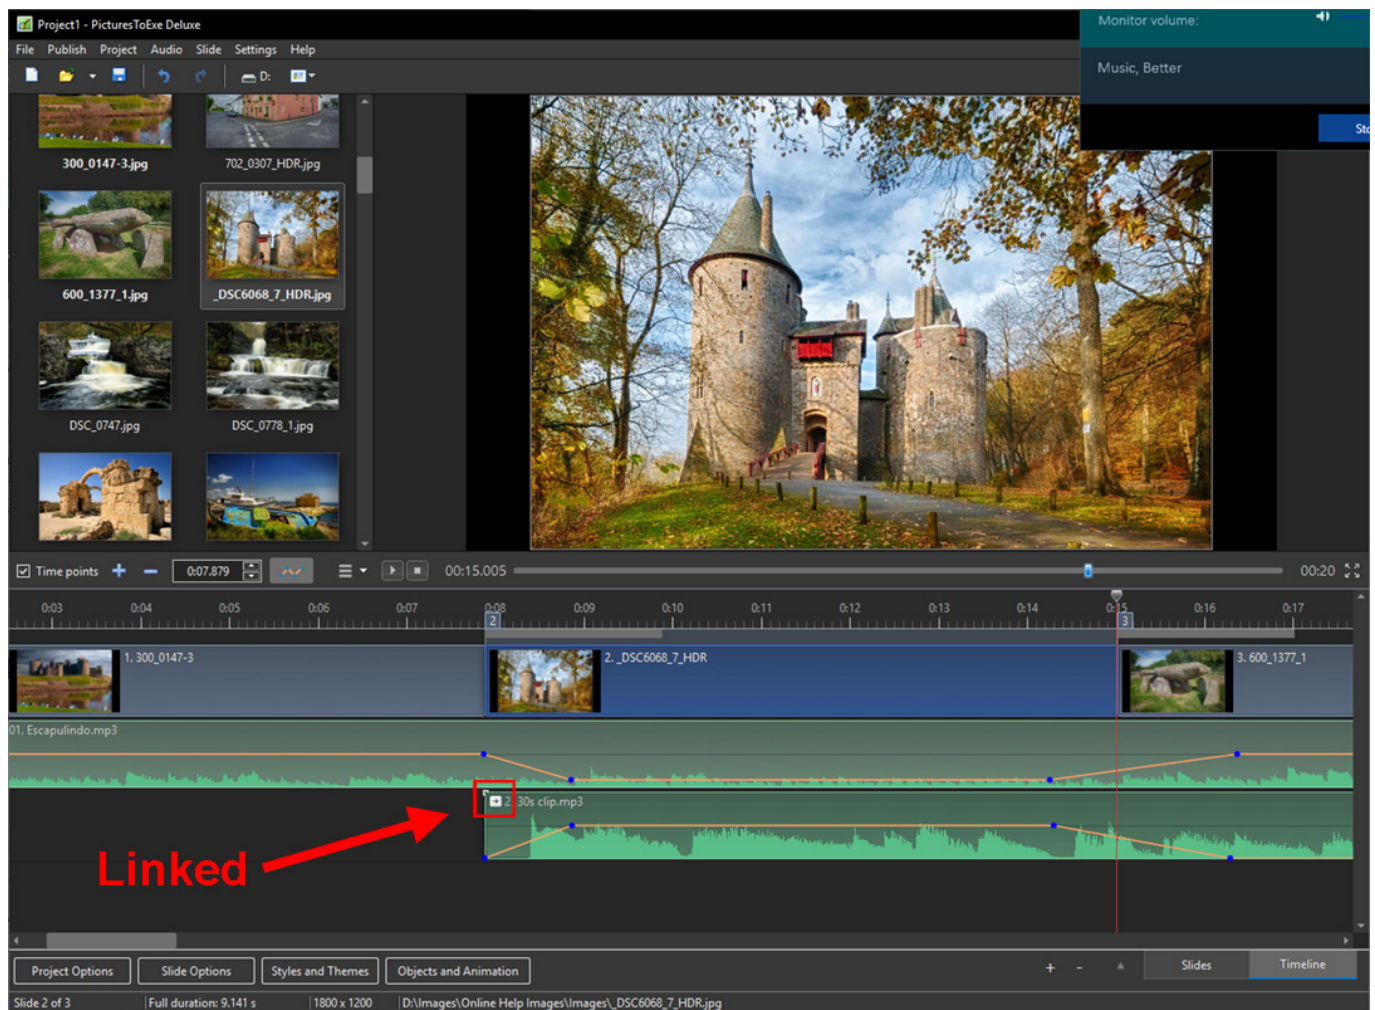 Project1 - PicturesToExe Deluxe
Monitor volume:
File Publish Project Audio Slide Settings Help
Music, Better
D:
300_0147-3.jpg 702_0307_HDR.jpg
600_1377_1.jpg _DSC6068_7_HDR.jpg
DSC_0747.jpg DSC_0778_1.jpg
Time points 0:07.879 00:15.005 00:20
0:03 0:04 0:05 0:06 0:07 0:08 0:09 0:10 0:11 0:12 0:13 0:14 0:15 0:16 0:17
2 3
1. 300_0147-3 2. _DSC6068_7_HDR 3. 600_1377_1
01. Escapulindo.mp3
2 30s clip.mp3
Linked
Project Options Slide Options Styles and Themes Objects and Animation + - Slides Timeline
Slide 2 of 3 Full duration: 9.141 s 1800 x 1200 D:\Images\Online Help Images\Images\_DSC6068_7_HDR.jpg